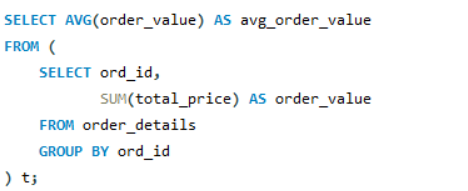 SELECT AVG(order_value) AS avg_order_value
FROM (
    SELECT ord_id,
           SUM(total_price) AS order_value
    FROM order_details
    GROUP BY ord_id
) t;